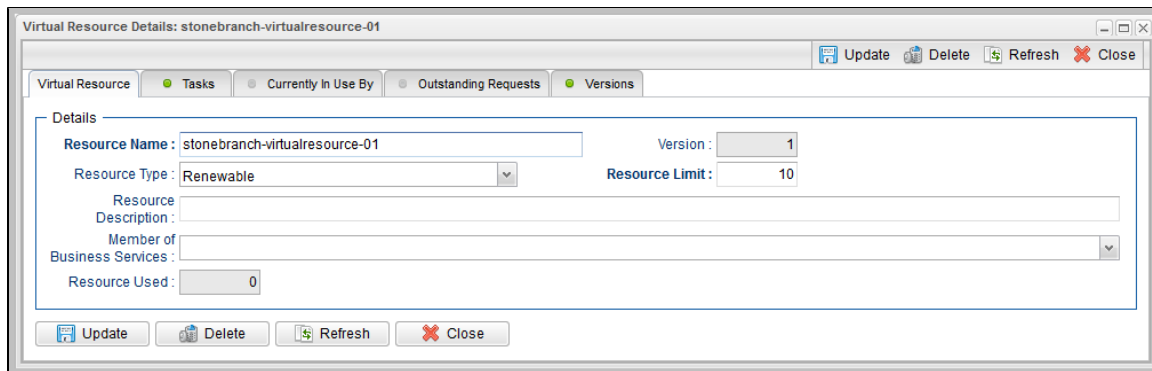 Virtual Resource Details: stonebranch-virtualresource-01
Update Delete Refresh Close
Virtual Resource Tasks Currently In Use By Outstanding Requests Versions
Details
Resource Name : stonebranch-virtualresource-01 Version : 1
Resource Type : Renewable Resource Limit : 10
Resource
Description :
Member of
Business Services :
Resource Used : 0
Update Delete Refresh Close